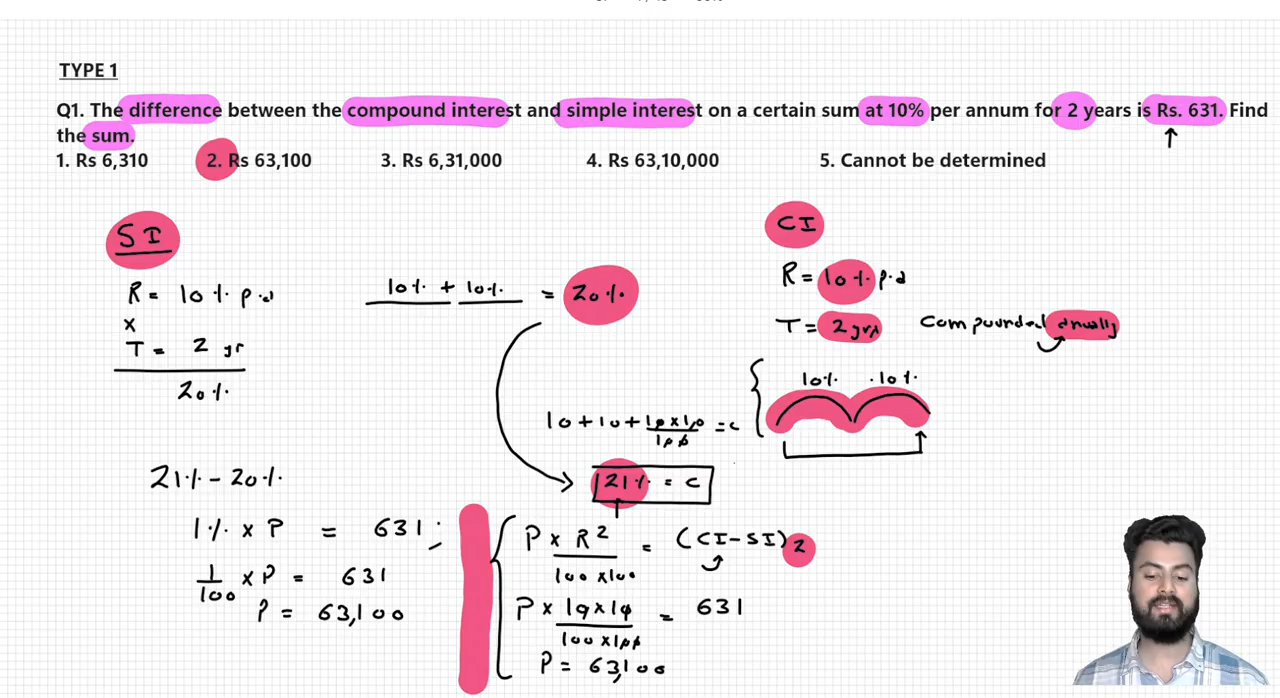 TYPE 1
Q1. The difference between the compound interest and simple interest on a certain sum at 10% per annum for 2 years is Rs. 631. Find
the sum.
1. Rs 6,310 2. Rs 63,100 3. Rs 6,31,000 4. Rs 63,10,000 5. Cannot be determined
SI
R = 10% p.a
×
T = 2 yr
20%
10% + 10% = 20%
CI
R = 10% p.a
T = 2 yrs Compounded anually
10% 10%
10 + 10 + 10 × 10 / 100 = c
21% = c
21% - 20%
1% × P = 631;
1/100 × P = 631
P = 63,100
P × R² / 100 × 100 = (CI - SI) 2
P × 10 × 10 / 100 × 100 = 631
P = 63,100